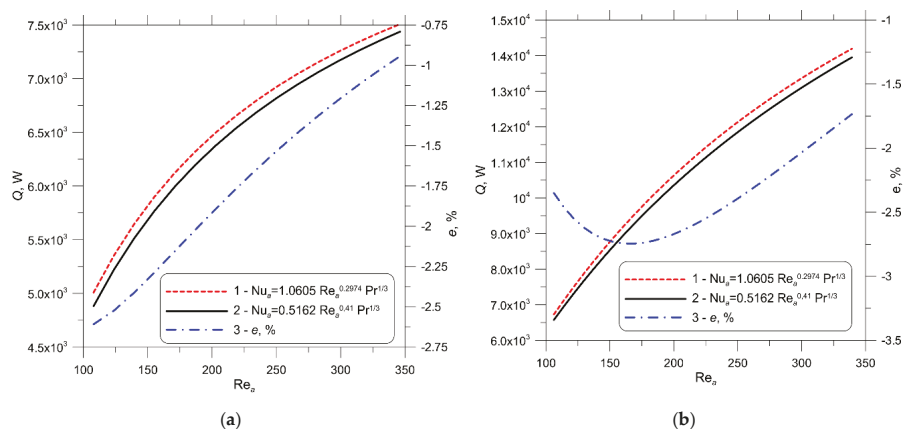 7.5x10³
7.0x10³
6.5x10³
6.0x10³
5.5x10³
5.0x10³
4.5x10³
Q, W
-0.75
-1
-1.25
-1.5
-1.75
-2
-2.25
-2.5
-2.75
e, %
1 - Nuₐ=1.0605 Reₐ^0.2974 Pr^1/3
2 - Nuₐ=0.5162 Reₐ^0,41 Pr^1/3
3 - e, %
100 150 200 250 300 350
Reₐ
(a)
1.5x10⁴
1.4x10⁴
1.3x10⁴
1.2x10⁴
1.1x10⁴
10⁴
9.0x10³
8.0x10³
7.0x10³
6.0x10³
Q, W
-1
-1.5
-2
-2.5
-3
-3.5
e, %
1 - Nuₐ=1.0605 Reₐ^0.2974 Pr^1/3
2 - Nuₐ=0.5162 Reₐ^0,41 Pr^1/3
3 - e, %
100 150 200 250 300 350
Reₐ
(b)